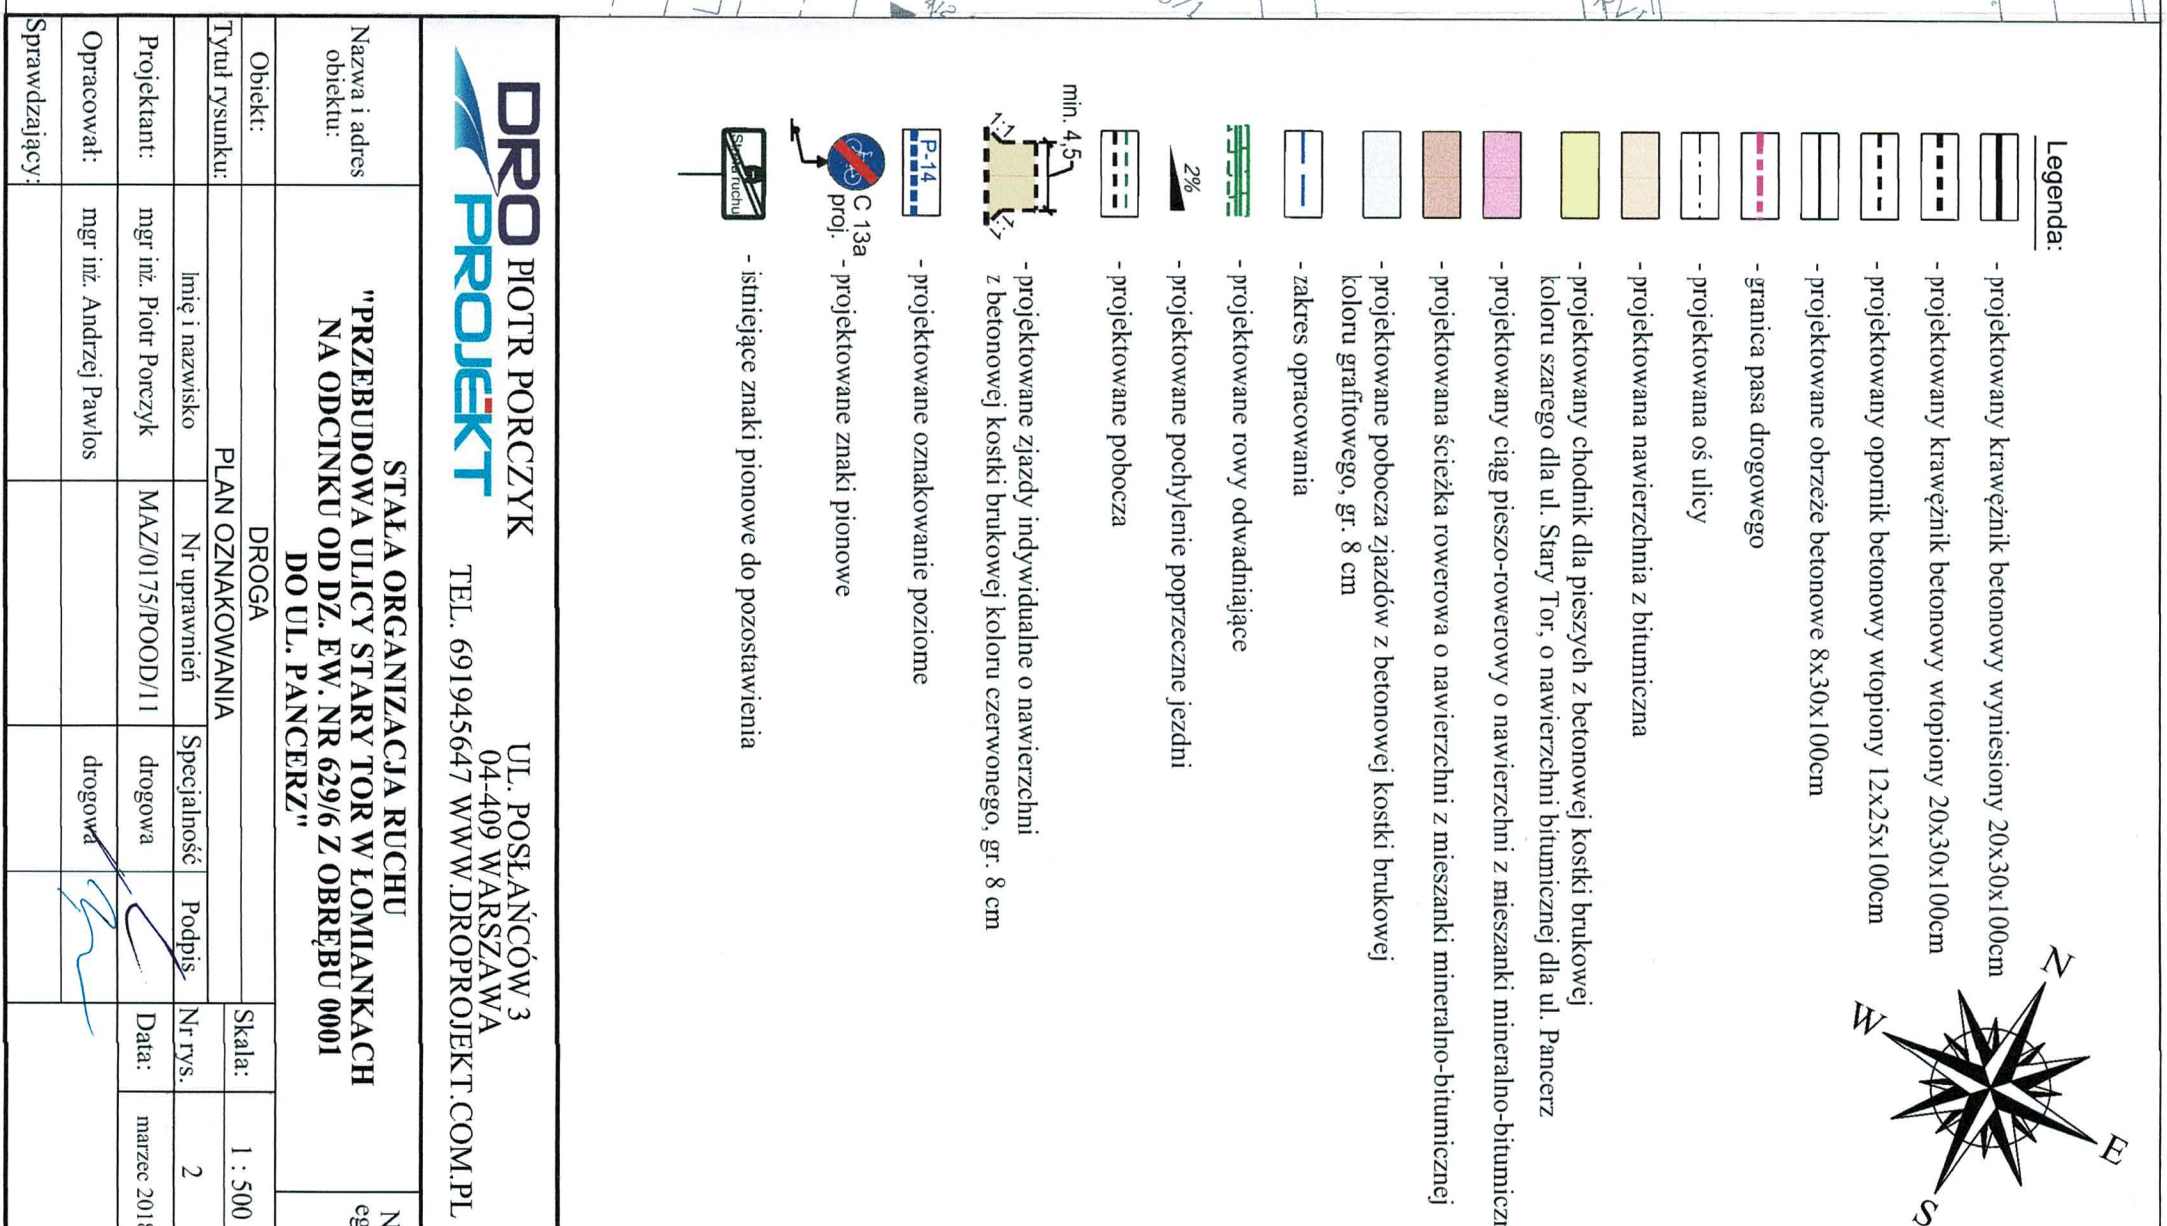 Legenda:
- projektowany krawężnik betonowy wyniesiony 20x30x100cm
- projektowany krawężnik betonowy wtopiony 20x30x100cm
- projektowany opornik betonowy wtopiony 12x25x100cm
- projektowane obrzeże betonowe 8x30x100cm
- granica pasa drogowego
- projektowana oś ulicy
- projektowana nawierzchnia z bitumiczna
- projektowany chodnik dla pieszych z betonowej kostki brukowej
koloru szarego dla ul. Stary Tor, o nawierzchni bitumicznej dla ul. Pancerz
- projektowany ciąg pieszo-rowerowy o nawierzchni z mieszanki mineralno-bitumiczn
- projektowana ścieżka rowerowa o nawierzchni z mieszanki mineralno-bitumicznej
- projektowane pobocza zjazdów z betonowej kostki brukowej
koloru grafitowego, gr. 8 cm
- zakres opracowania
- projektowane rowy odwadniające
2%
- projektowane pochylenie poprzeczne jezdni
- projektowane pobocza
min. 4,5
1:1
1:1
- projektowane zjazdy indywidualne o nawierzchni
z betonowej kostki brukowej koloru czerwonego, gr. 8 cm
P-14
- projektowane oznakowanie poziome
C 13a
proj.
- projektowane znaki pionowe
ruchu
- istniejące znaki pionowe do pozostawienia
N
W
E
S
DRO PROJEKT
PIOTR PORCZYK
UL. POSŁAŃCÓW 3
04-409 WARSZAWA
TEL. 691945647 WWW.DROPROJEKT.COM.PL
Nazwa i adres
obiektu:
STAŁA ORGANIZACJA RUCHU
"PRZEBUDOWA ULICY STARY TOR W ŁOMIANKACH
NA ODCINKU OD DZ. EW. NR 629/6 Z OBRĘBU 0001
DO UL. PANCERZ"
N
eg
Obiekt:
DROGA
Skala:
1 : 500
Tytuł rysunku:
PLAN OZNAKOWANIA
Imię i nazwisko
Nr uprawnień
Specjalność
Podpis
Nr rys.
2
Projektant:
mgr inż. Piotr Porczyk
MAZ/0175/POOD/11
drogowa
Data:
marzec 2018
Opracował:
mgr inż. Andrzej Pawlos
drogowa
Sprawdzający: